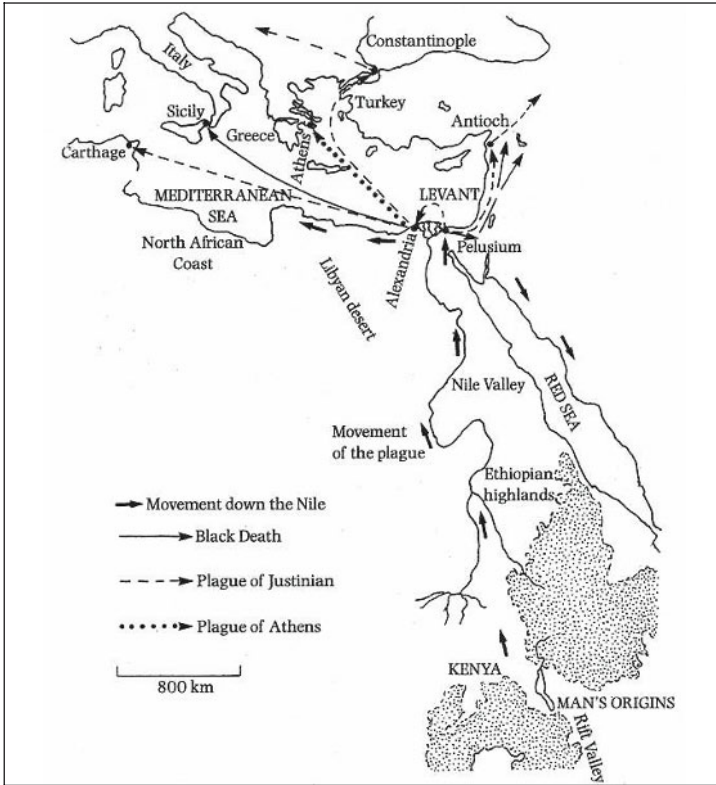 Constantinople
Italy
Turkey
Sicily
Antioch
Greece
Athens
Carthage
LEVANT
MEDITERRANEAN
SEA
Pelusium
North African
Coast
Alexandria
Libyan desert
RED SEA
Nile Valley
Movement
of the plague
Ethiopian
highlands
Movement down the Nile
Black Death
Plague of Justinian
Plague of Athens
800 km
KENYA
MAN'S ORIGINS
Rift Valley